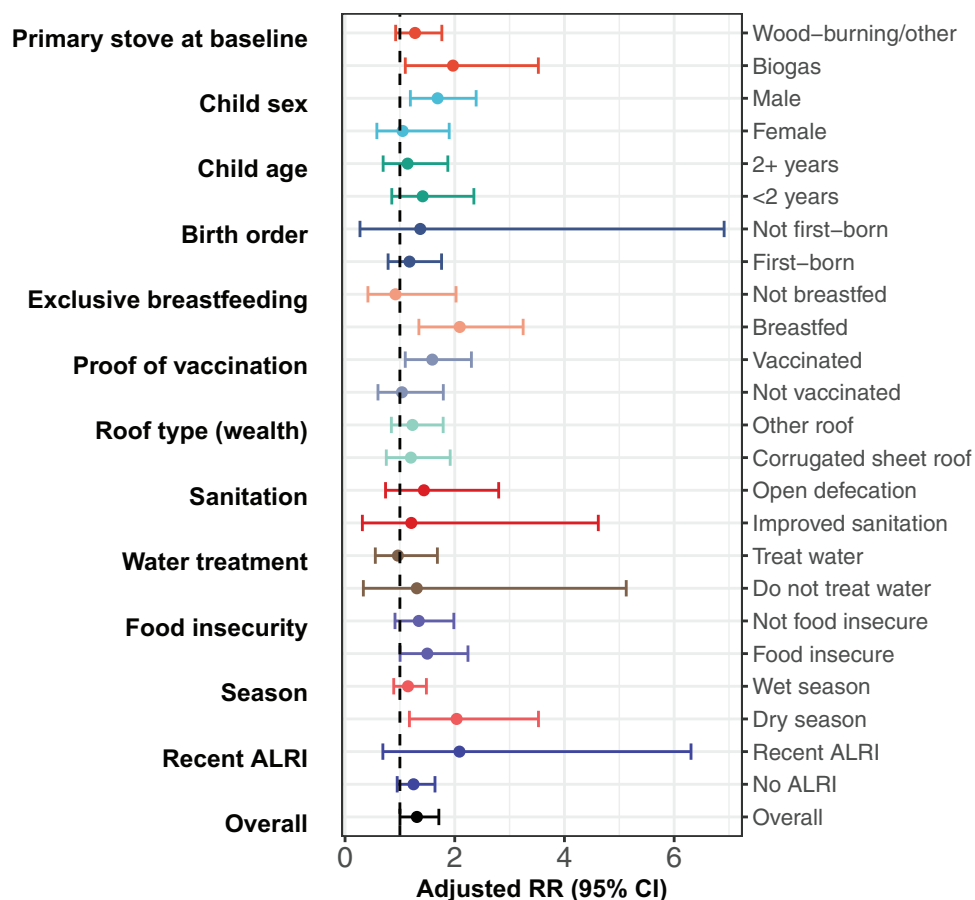 Primary stove at baseline
Wood−burning/other
Biogas
Child sex
Male
Female
Child age
2+ years
<2 years
Birth order
Not first−born
First−born
Exclusive breastfeeding
Not breastfed
Breastfed
Proof of vaccination
Vaccinated
Not vaccinated
Roof type (wealth)
Other roof
Corrugated sheet roof
Sanitation
Open defecation
Improved sanitation
Water treatment
Treat water
Do not treat water
Food insecurity
Not food insecure
Food insecure
Season
Wet season
Dry season
Recent ALRI
Recent ALRI
No ALRI
Overall
Overall
0 2 4 6
Adjusted RR (95% CI)